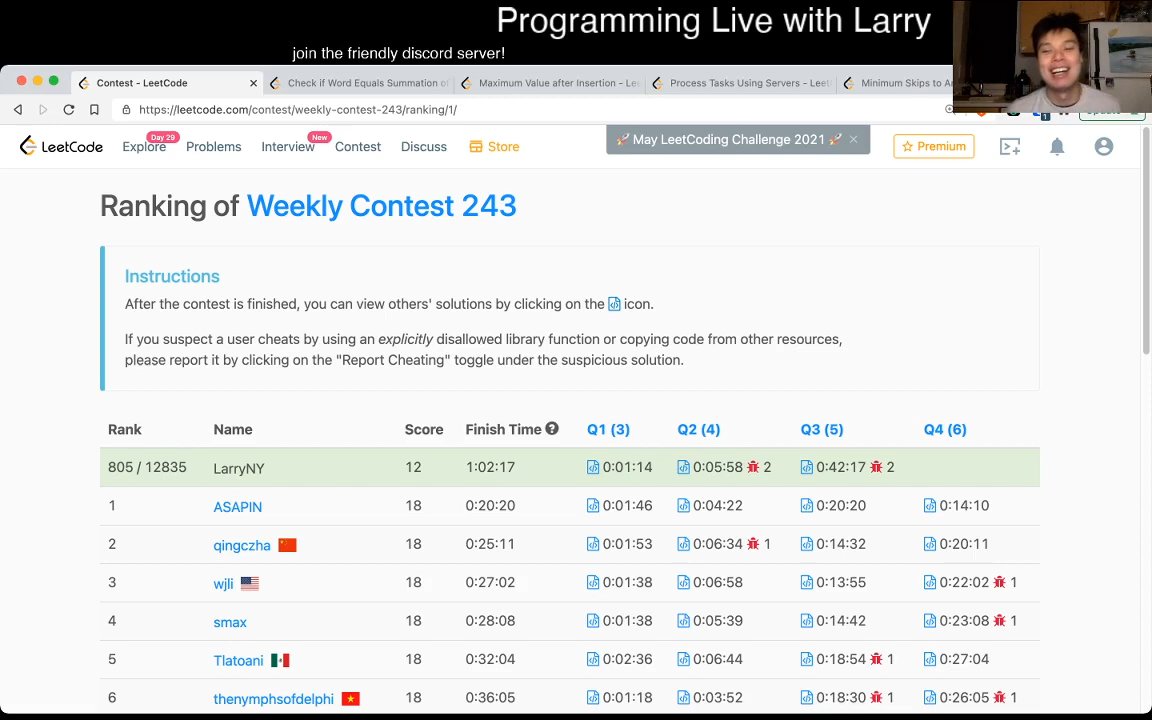 Programming Live with Larry
join the friendly discord server!
Contest - LeetCode
Check if Word Equals Summation of
Maximum Value after Insertion - Lee
Process Tasks Using Servers - Leet
Minimum Skips to Ar
https://leetcode.com/contest/weekly-contest-243/ranking/1/
LeetCode
Explore Day 29
Problems
Interview New
Contest
Discuss
Store
🚀 May LeetCoding Challenge 2021 🚀
Premium
Ranking of Weekly Contest 243
Instructions
After the contest is finished, you can view others' solutions by clicking on the icon.
If you suspect a user cheats by using an explicitly disallowed library function or copying code from other resources,
please report it by clicking on the "Report Cheating" toggle under the suspicious solution.
Rank Name Score Finish Time Q1 (3) Q2 (4) Q3 (5) Q4 (6)
805 / 12835 LarryNY 12 1:02:17 0:01:14 0:05:58 2 0:42:17 2
1 ASAPIN 18 0:20:20 0:01:46 0:04:22 0:20:20 0:14:10
2 qingczha 18 0:25:11 0:01:53 0:06:34 1 0:14:32 0:20:11
3 wjli 18 0:27:02 0:01:38 0:06:58 0:13:55 0:22:02 1
4 smax 18 0:28:08 0:01:38 0:05:39 0:14:42 0:23:08 1
5 Tlatoani 18 0:32:04 0:02:36 0:06:44 0:18:54 1 0:27:04
6 thenymphsofdelphi 18 0:36:05 0:01:18 0:03:52 0:18:30 1 0:26:05 1